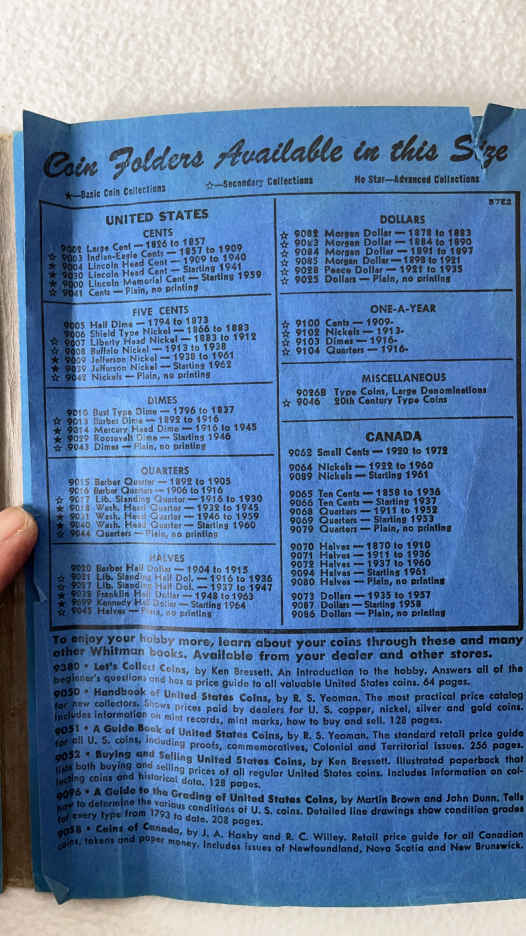 Coin Folders Available in this Size
★—Basic Coin Collections ☆—Secondary Collections No Star—Advanced Collections
B7E2
UNITED STATES
CENTS
9002 Large Cent — 1826 to 1857
☆ 9003 Indian-Eagle Cents — 1857 to 1909
★ 9004 Lincoln Head Cent — 1909 to 1940
★ 9030 Lincoln Head Cent — Starting 1941
★ 9000 Lincoln Memorial Cent — Starting 1959
☆ 9041 Cents — Plain, no printing
FIVE CENTS
9005 Half Dime — 1794 to 1873
9006 Shield Type Nickel — 1866 to 1883
☆ 9007 Liberty Head Nickel — 1883 to 1912
☆ 9008 Buffalo Nickel — 1913 to 1938
★ 9009 Jefferson Nickel — 1938 to 1961
★ 9039 Jefferson Nickel — Starting 1962
☆ 9042 Nickels — Plain, no printing
DIMES
9010 Bust Type Dime — 1796 to 1837
☆ 9013 Barber Dime — 1892 to 1916
★ 9014 Mercury Head Dime — 1916 to 1945
★ 9029 Roosevelt Dime — Starting 1946
☆ 9043 Dimes — Plain, no printing
QUARTERS
9015 Barber Quarter — 1892 to 1905
9016 Barber Quarters — 1906 to 1916
☆ 9017 Lib. Standing Quarter — 1916 to 1930
★ 9018 Wash. Head Quarter — 1932 to 1945
★ 9031 Wash. Head Quarter — 1946 to 1959
★ 9040 Wash. Head Quarter — Starting 1960
☆ 9044 Quarters — Plain, no printing
HALVES
9020 Barber Half Dollar — 1904 to 1915
☆ 9021 Lib. Standing Half Dol. — 1916 to 1936
☆ 9027 Lib. Standing Half Dol. — 1937 to 1947
★ 9032 Franklin Half Dollar — 1948 to 1963
★ 9699 Kennedy Half Dollar — Starting 1964
☆ 9045 Halves — Plain, no printing
DOLLARS
☆ 9082 Morgan Dollar — 1878 to 1883
☆ 9083 Morgan Dollar — 1884 to 1890
☆ 9084 Morgan Dollar — 1891 to 1897
☆ 9085 Morgan Dollar — 1898 to 1921
☆ 9028 Peace Dollar — 1921 to 1935
☆ 9025 Dollars — Plain, no printing
ONE-A-YEAR
☆ 9100 Cents — 1909-
☆ 9102 Nickels — 1913-
☆ 9103 Dimes — 1916-
☆ 9104 Quarters — 1916-
MISCELLANEOUS
9026B Type Coins, Large Denominations
☆ 9046 20th Century Type Coins
CANADA
9062 Small Cents — 1920 to 1972
9064 Nickels — 1922 to 1960
9089 Nickels — Starting 1961
9065 Ten Cents — 1858 to 1936
9066 Ten Cents — Starting 1937
9068 Quarters — 1911 to 1952
9069 Quarters — Starting 1953
9079 Quarters — Plain, no printing
9070 Halves — 1870 to 1910
9071 Halves — 1911 to 1936
9072 Halves — 1937 to 1960
9094 Halves — Starting 1961
9080 Halves — Plain, no printing
9073 Dollars — 1935 to 1957
9087 Dollars — Starting 1958
9086 Dollars — Plain, no printing
To enjoy your hobby more, learn about your coins through these and many
other Whitman books. Available from your dealer and other stores.
9380 • Let's Collect Coins, by Ken Bressett. An introduction to the hobby. Answers all of the
beginner's questions and has a price guide to all valuable United States coins. 64 pages.
9050 • Handbook of United States Coins, by R. S. Yeoman. The most practical price catalog
for new collectors. Shows prices paid by dealers for U. S. copper, nickel, silver and gold coins.
Includes information on mint records, mint marks, how to buy and sell. 128 pages.
9051 • A Guide Book of United States Coins, by R. S. Yeoman. The standard retail price guide
for all U. S. coins, including proofs, commemoratives, Colonial and Territorial issues. 256 pages.
9052 • Buying and Selling United States Coins, by Ken Bressett. Illustrated paperback that
lists both buying and selling prices of all regular United States coins. Includes information on col-
lecting coins and historical data. 128 pages.
9096 • A Guide to the Grading of United States Coins, by Martin Brown and John Dunn. Tells
how to determine the various conditions of U. S. coins. Detailed line drawings show condition grades
for every type from 1793 to date. 208 pages.
9058 • Coins of Canada, by J. A. Haxby and R. C. Willey. Retail price guide for all Canadian
coins, tokens and paper money. Includes issues of Newfoundland, Nova Scotia and New Brunswick.